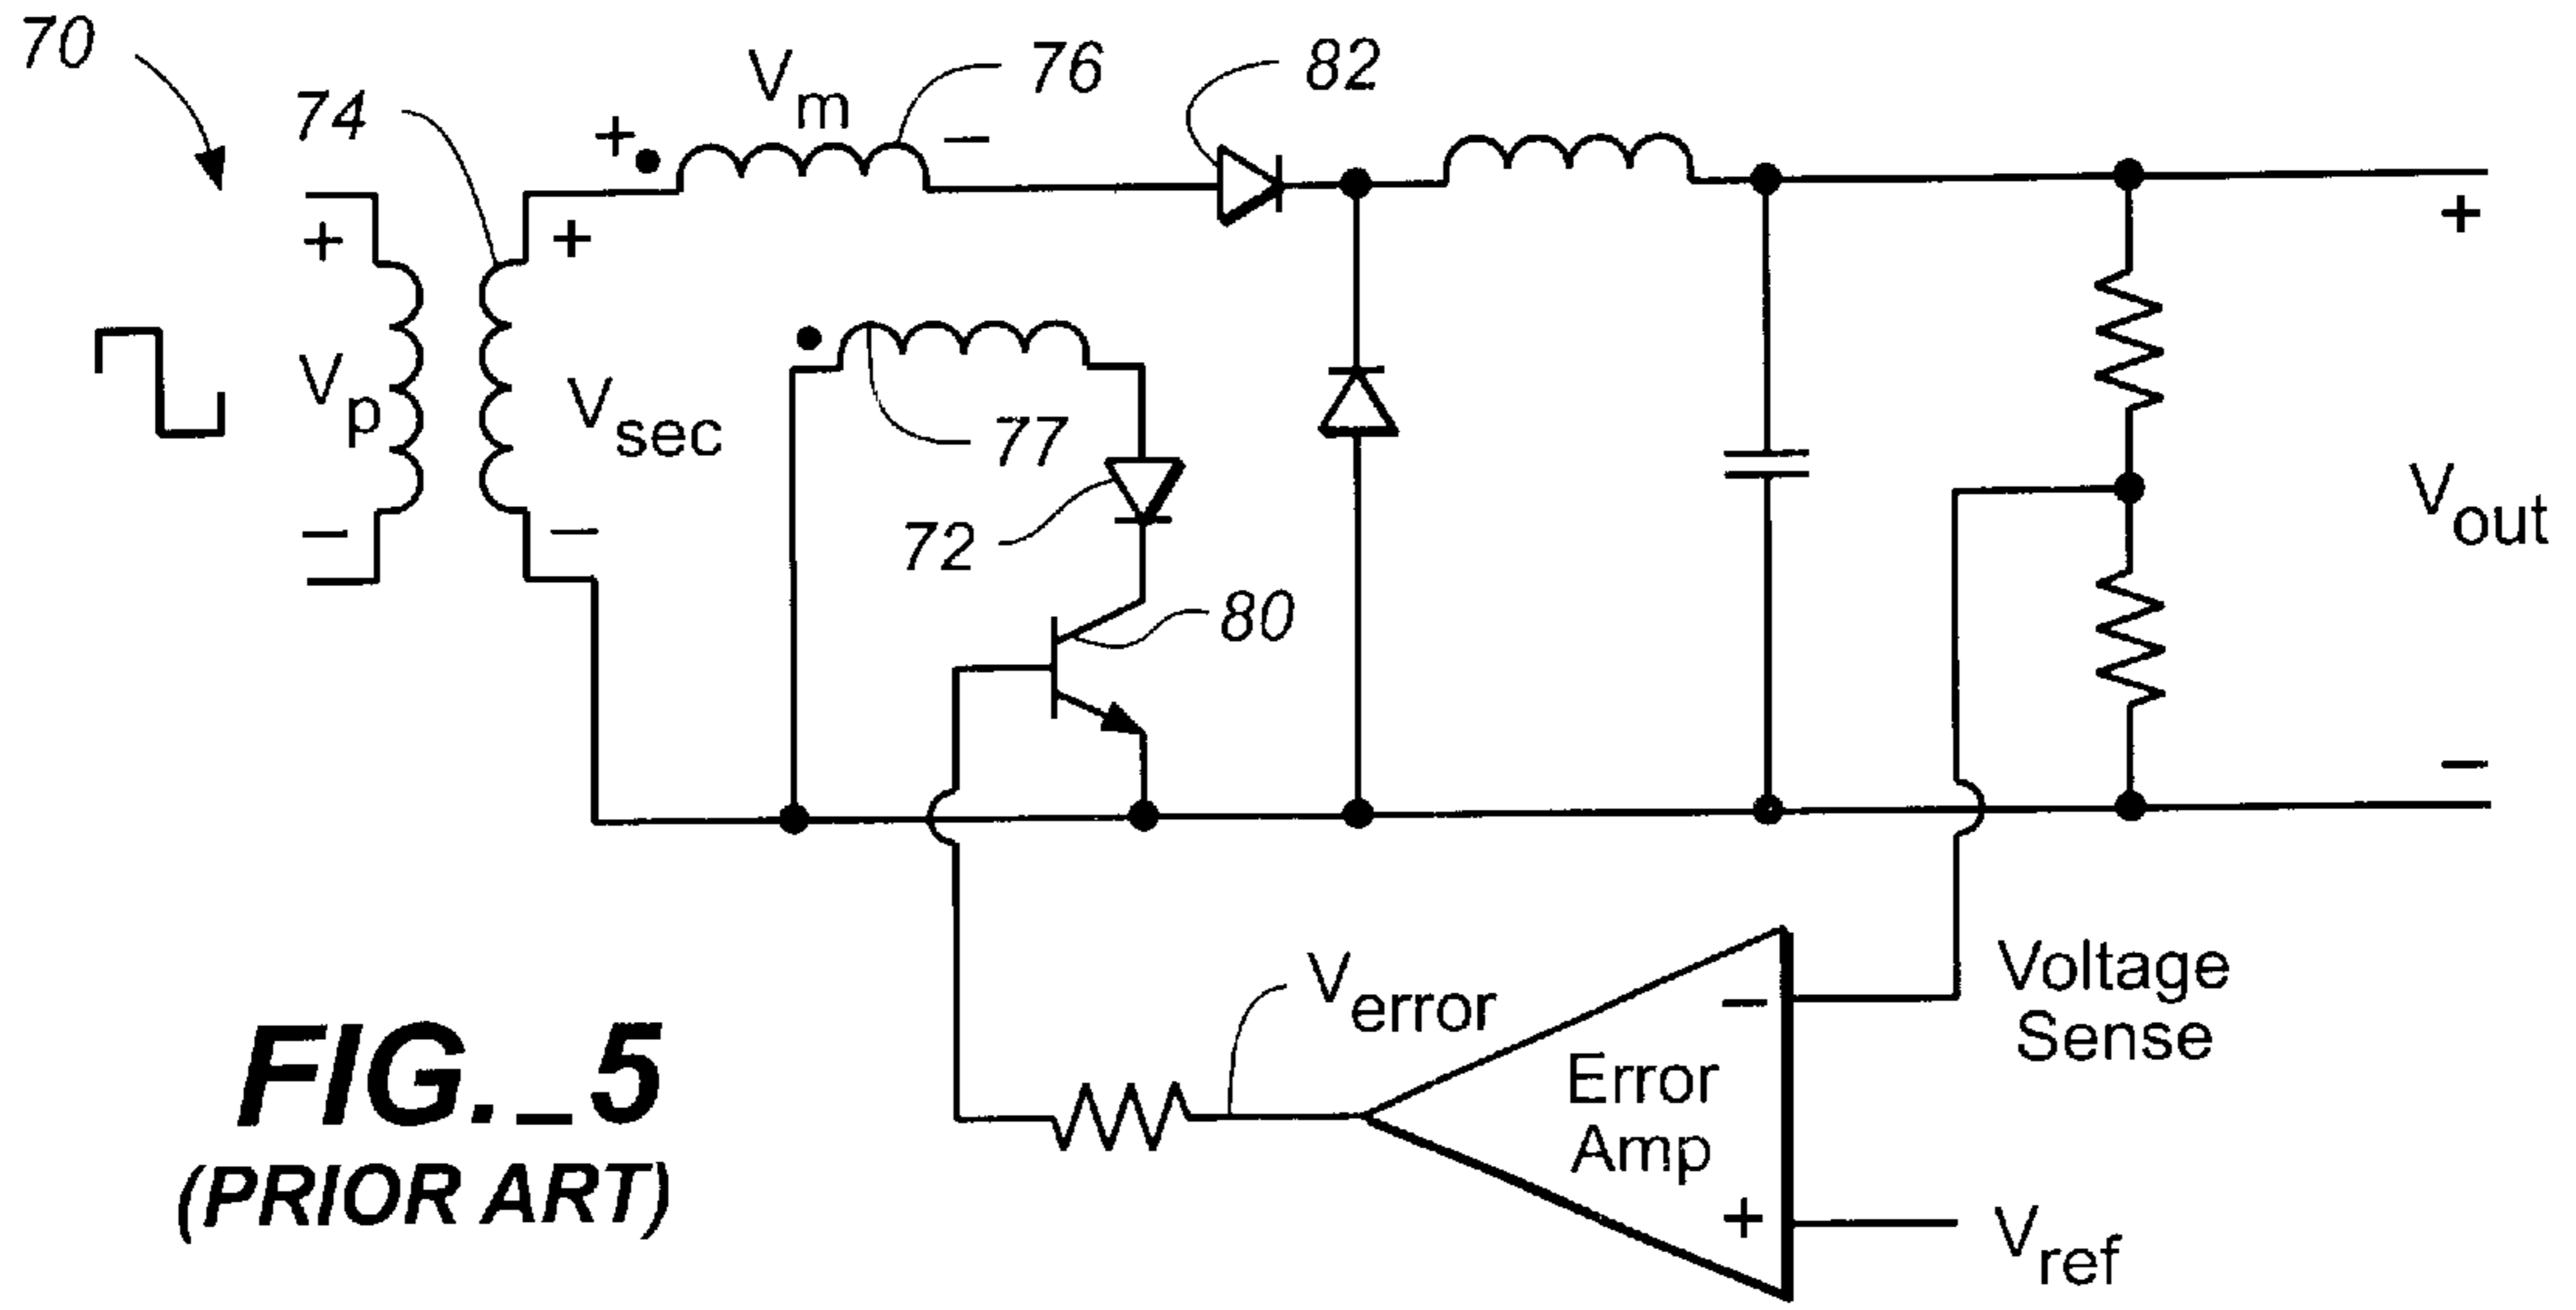 70
74
V m
76
82
+
−
+
+
V p
V sec
−
−
77
72
80
+
V out
−
V error
Error
Amp
−
+
Voltage
Sense
V ref
FIG._5
(PRIOR ART)